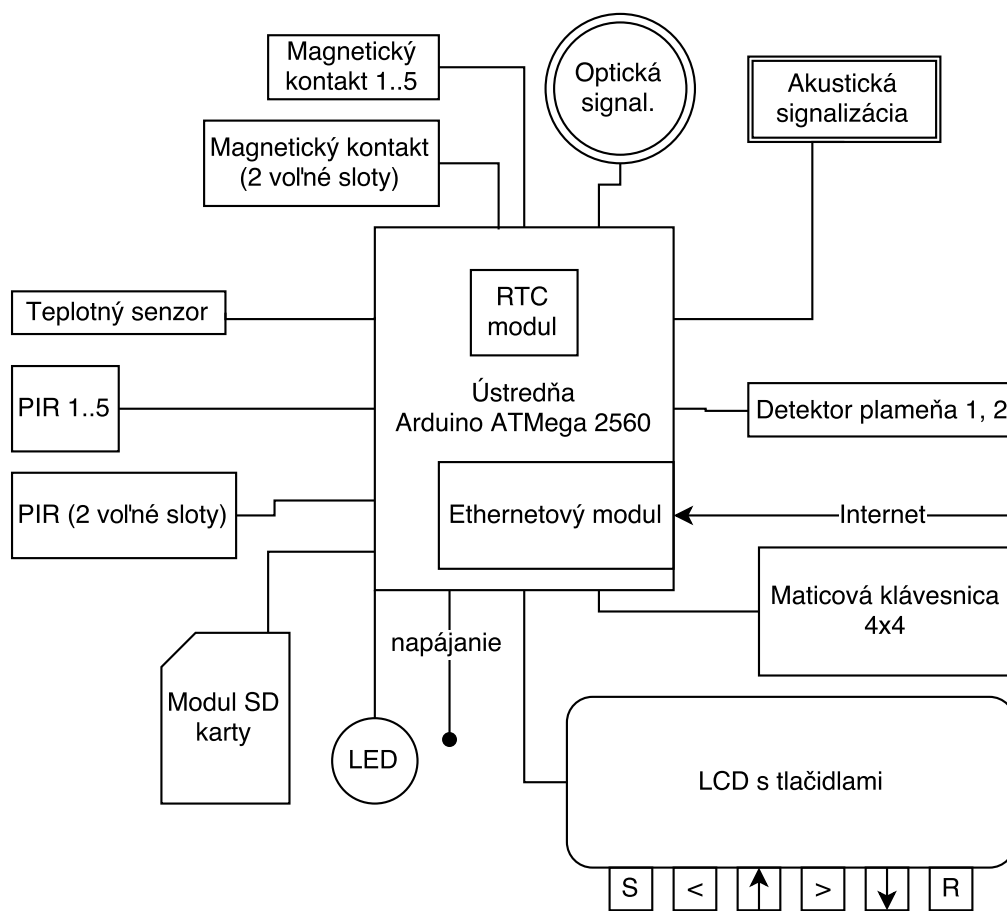 Magnetický
kontakt 1..5
Optická
signal.
Akustická
signalizácia
Magnetický kontakt
(2 voľné sloty)
RTC
modul
Teplotný senzor
PIR 1..5
Ústredňa
Arduino ATMega 2560
Detektor plameňa 1, 2
PIR (2 voľné sloty)
Ethernetový modul
Internet
Maticová klávesnica
4x4
napájanie
Modul SD
karty
LED
LCD s tlačidlami
S < > R